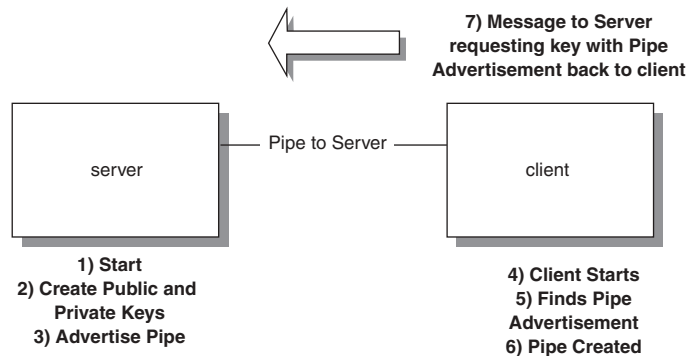 7) Message to Server
requesting key with Pipe
Advertisement back to client
server
Pipe to Server
client
1) Start
2) Create Public and
Private Keys
3) Advertise Pipe
4) Client Starts
5) Finds Pipe
Advertisement
6) Pipe Created